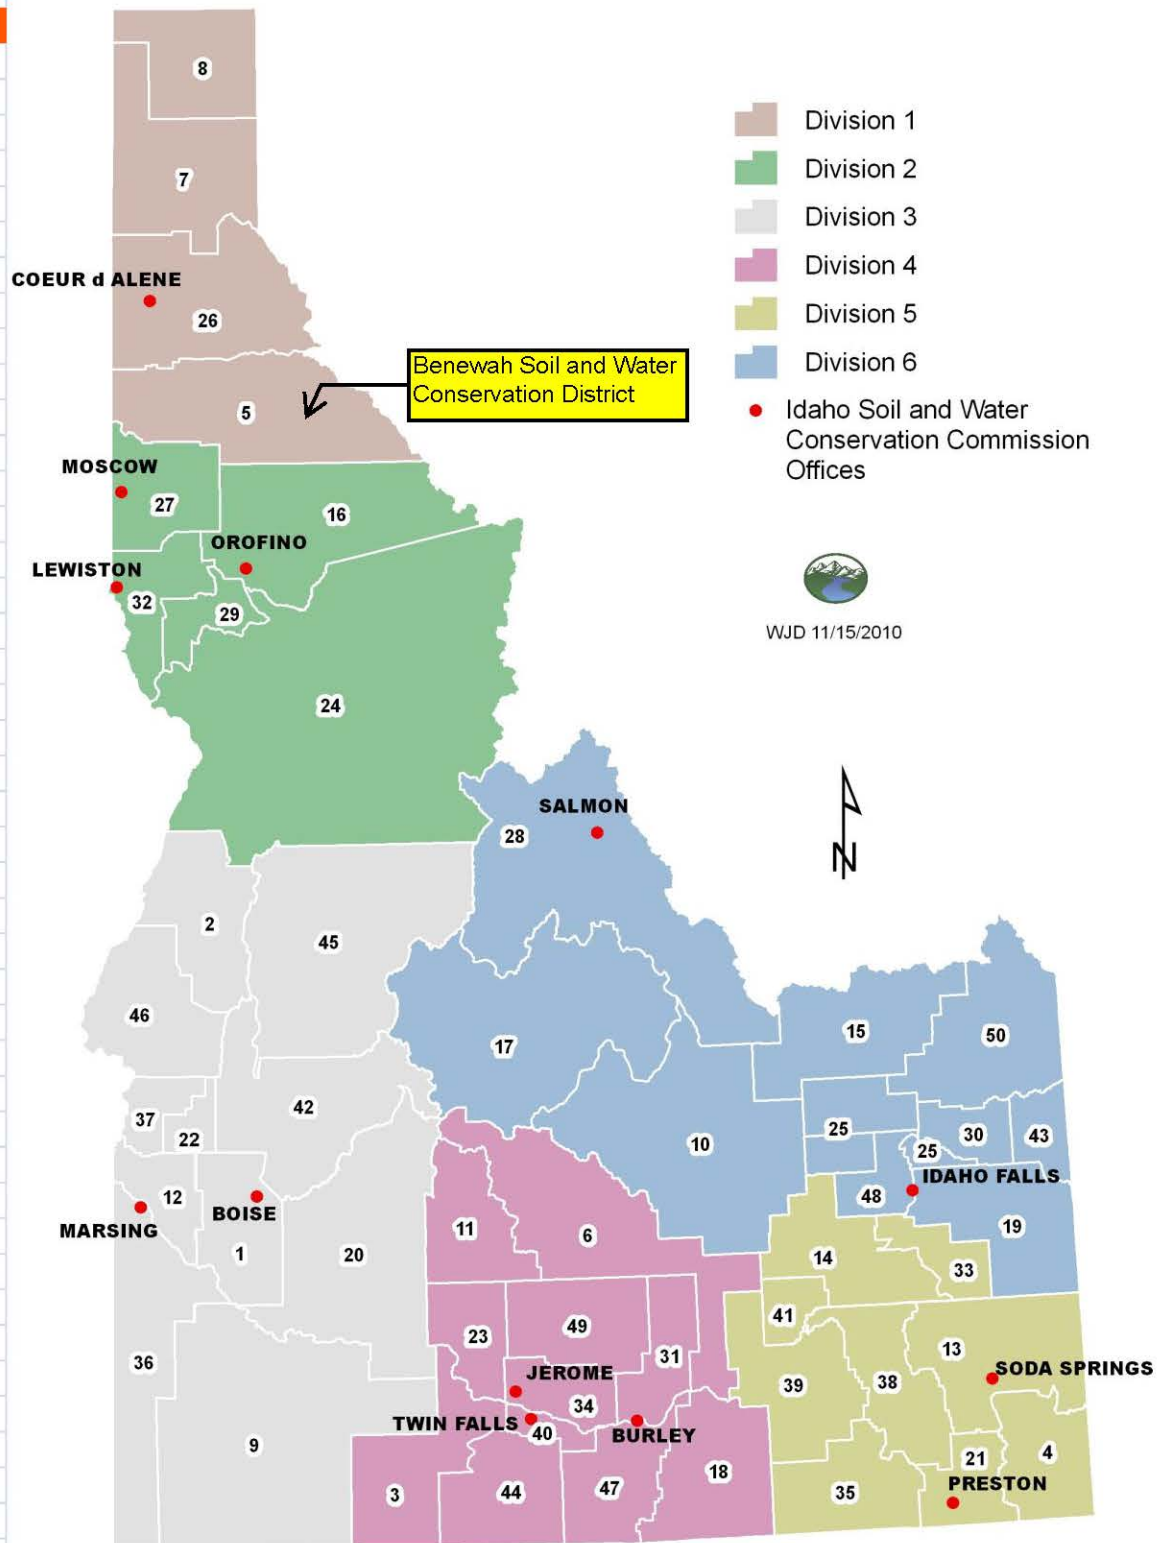 8
7
COEUR d ALENE
26
Benewah Soil and Water
Conservation District
5
Division 1
Division 2
Division 3
Division 4
Division 5
Division 6
Idaho Soil and Water
Conservation Commission
Offices
WJD 11/15/2010
N
MOSCOW
27
16
OROFINO
LEWISTON
32
29
24
SALMON
28
2
45
46
17
15
50
37
42
22
10
25
25
30
43
IDAHO FALLS
48
12
MARSING
BOISE
1
20
11
6
19
14
33
41
23
49
31
36
13
SODA SPRINGS
JEROME
34
39
38
TWIN FALLS
40
BURLEY
9
18
21
4
PRESTON
3
44
47
35